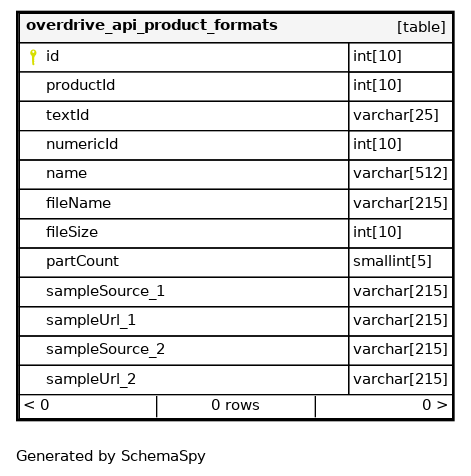 overdrive_api_product_formats [table]
id int[10]
productId int[10]
textId varchar[25]
numericId int[10]
name varchar[512]
fileName varchar[215]
fileSize int[10]
partCount smallint[5]
sampleSource_1 varchar[215]
sampleUrl_1 varchar[215]
sampleSource_2 varchar[215]
sampleUrl_2 varchar[215]
< 0 0 rows 0 >
Generated by SchemaSpy